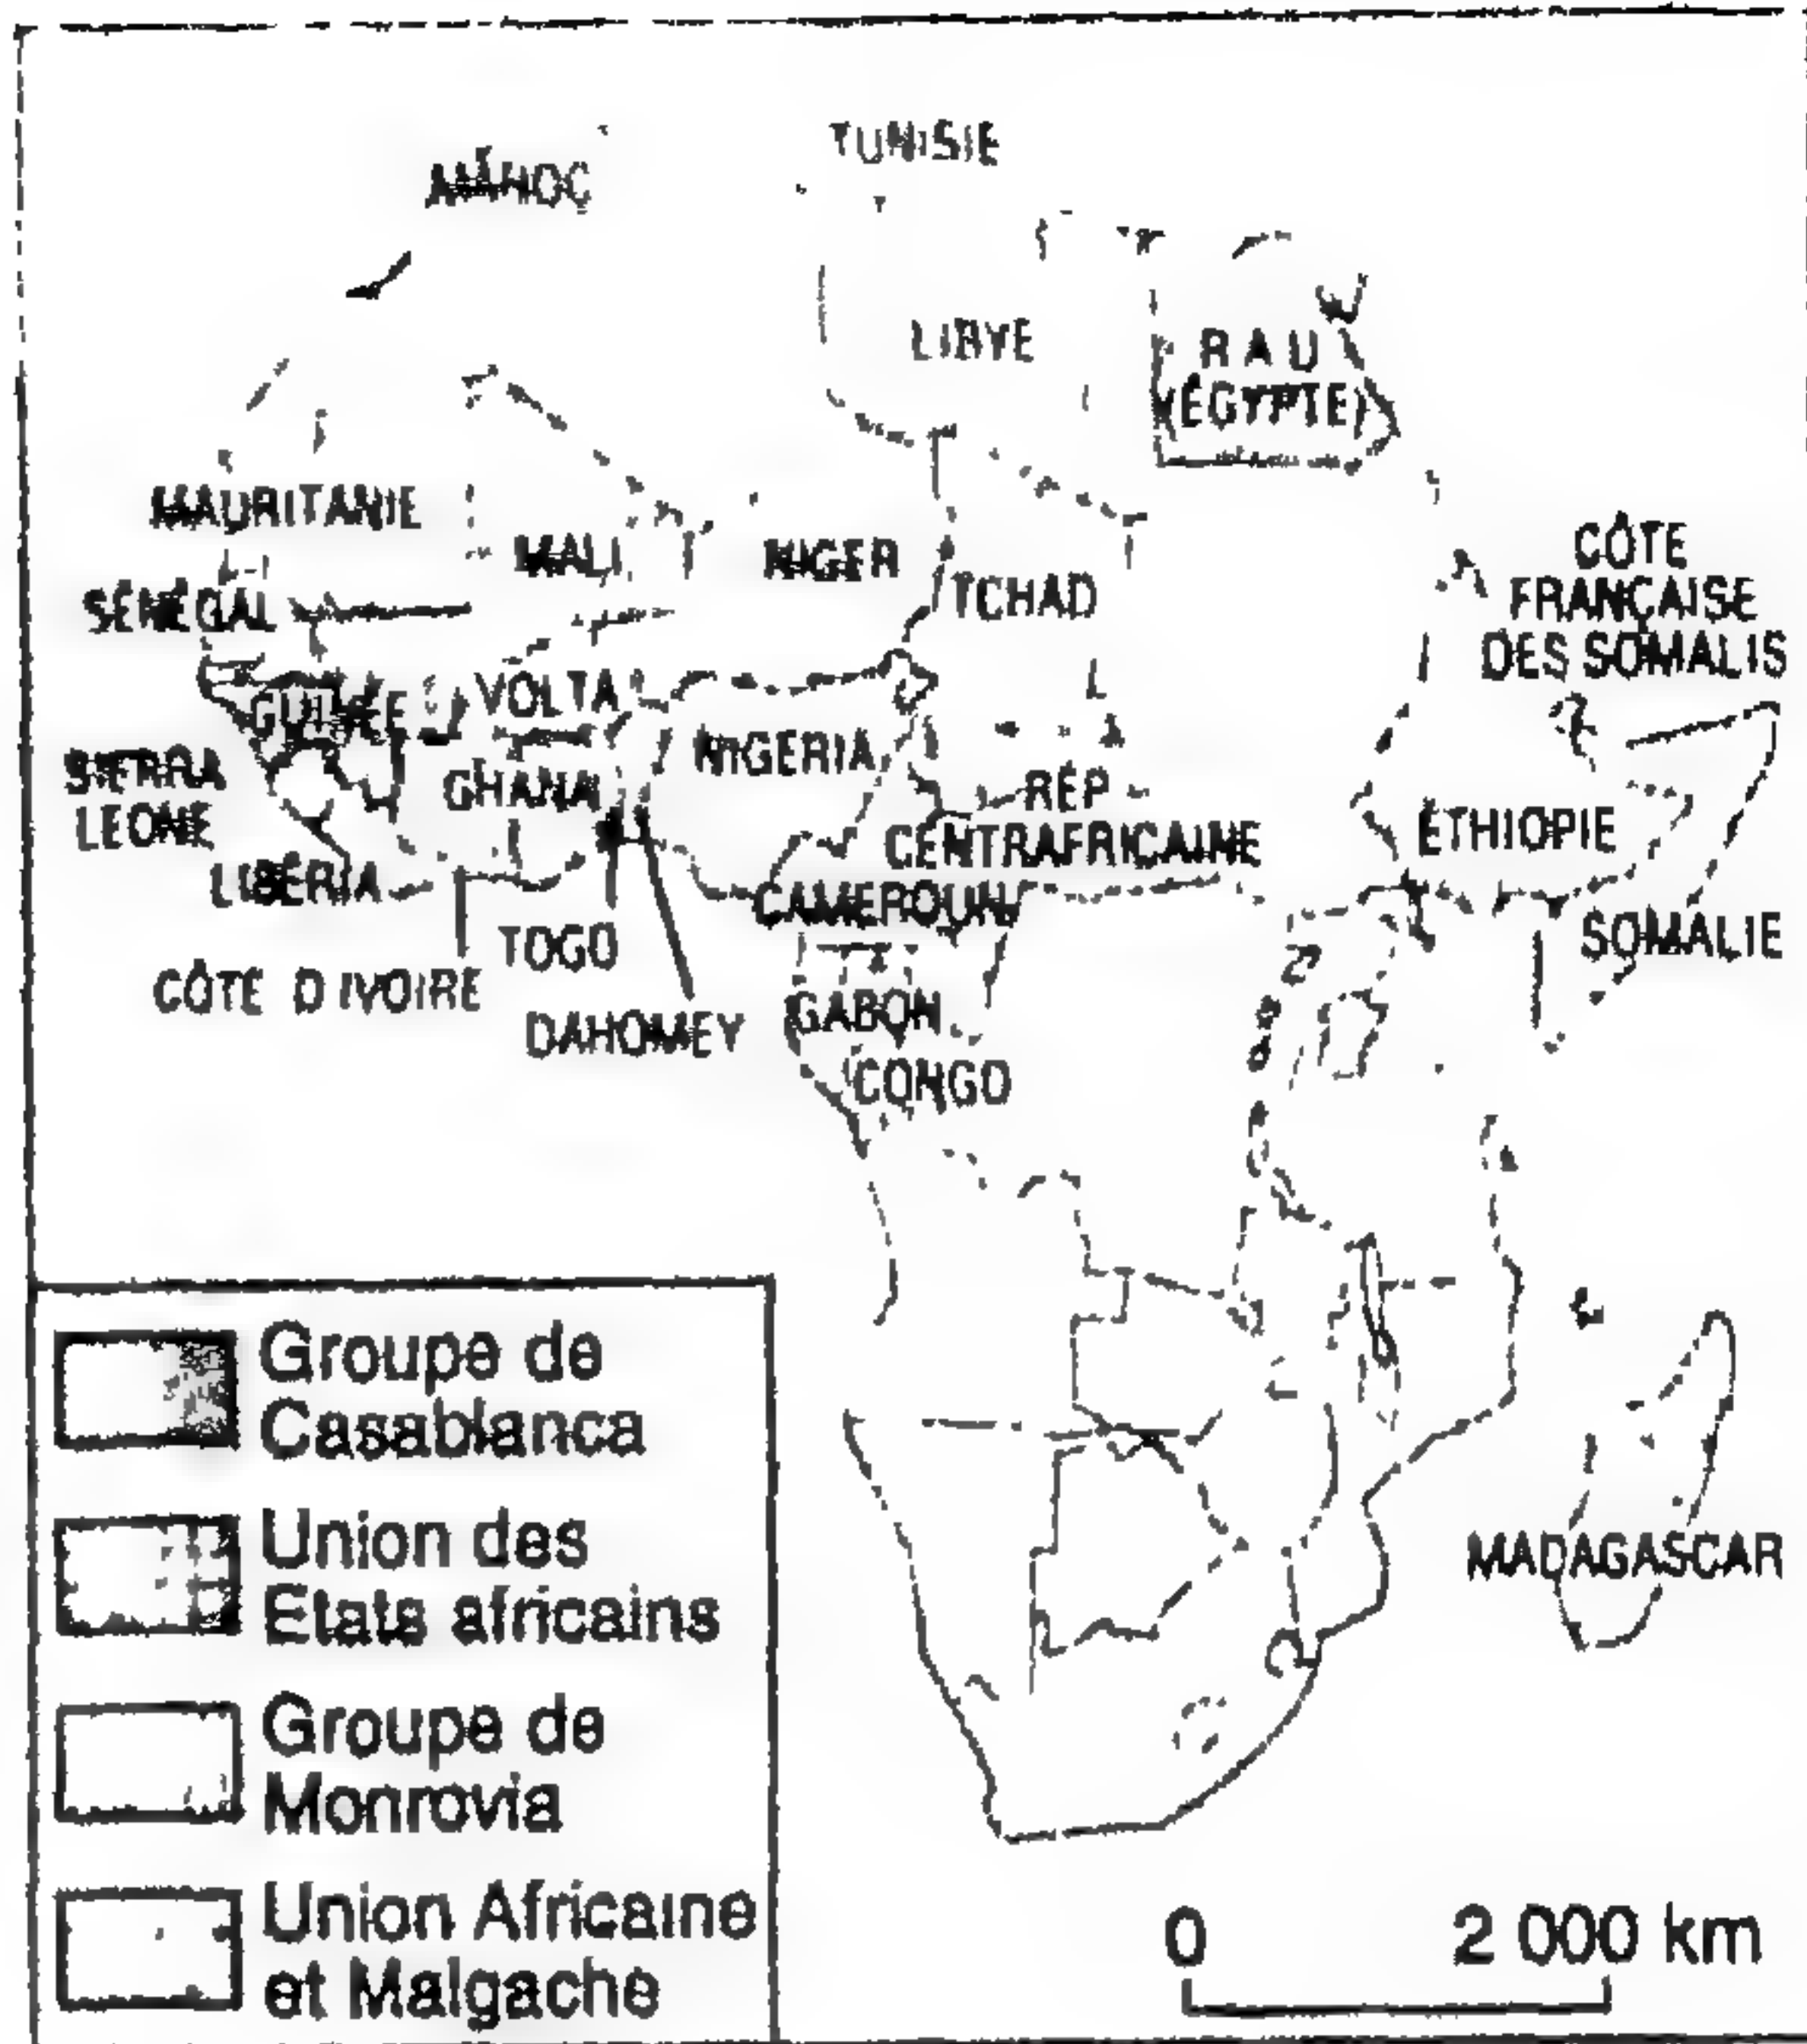 TUNISIE
LIBYE
R A U
(ÉGYPTE)
MAURITANIE
MALI
NIGER
TCHAD
CÔTE
FRANÇAISE
DES SOMALIS
SÉNÉGAL
GUINÉE
VOLTA
NIGERIA
SIERRA
LEONE
GHANA
RÉP
CENTRAFRICAINE
ÉTHIOPIE
LIBÉRIA
CAMEROUN
SOMALIE
TOGO
CÔTE D IVOIRE
DAHOMEY
GABON
CONGO
MADAGASCAR
Groupe de
Casablanca
Union des
Etats africains
Groupe de
Monrovia
Union Africaine
et Malgache
0 2 000 km